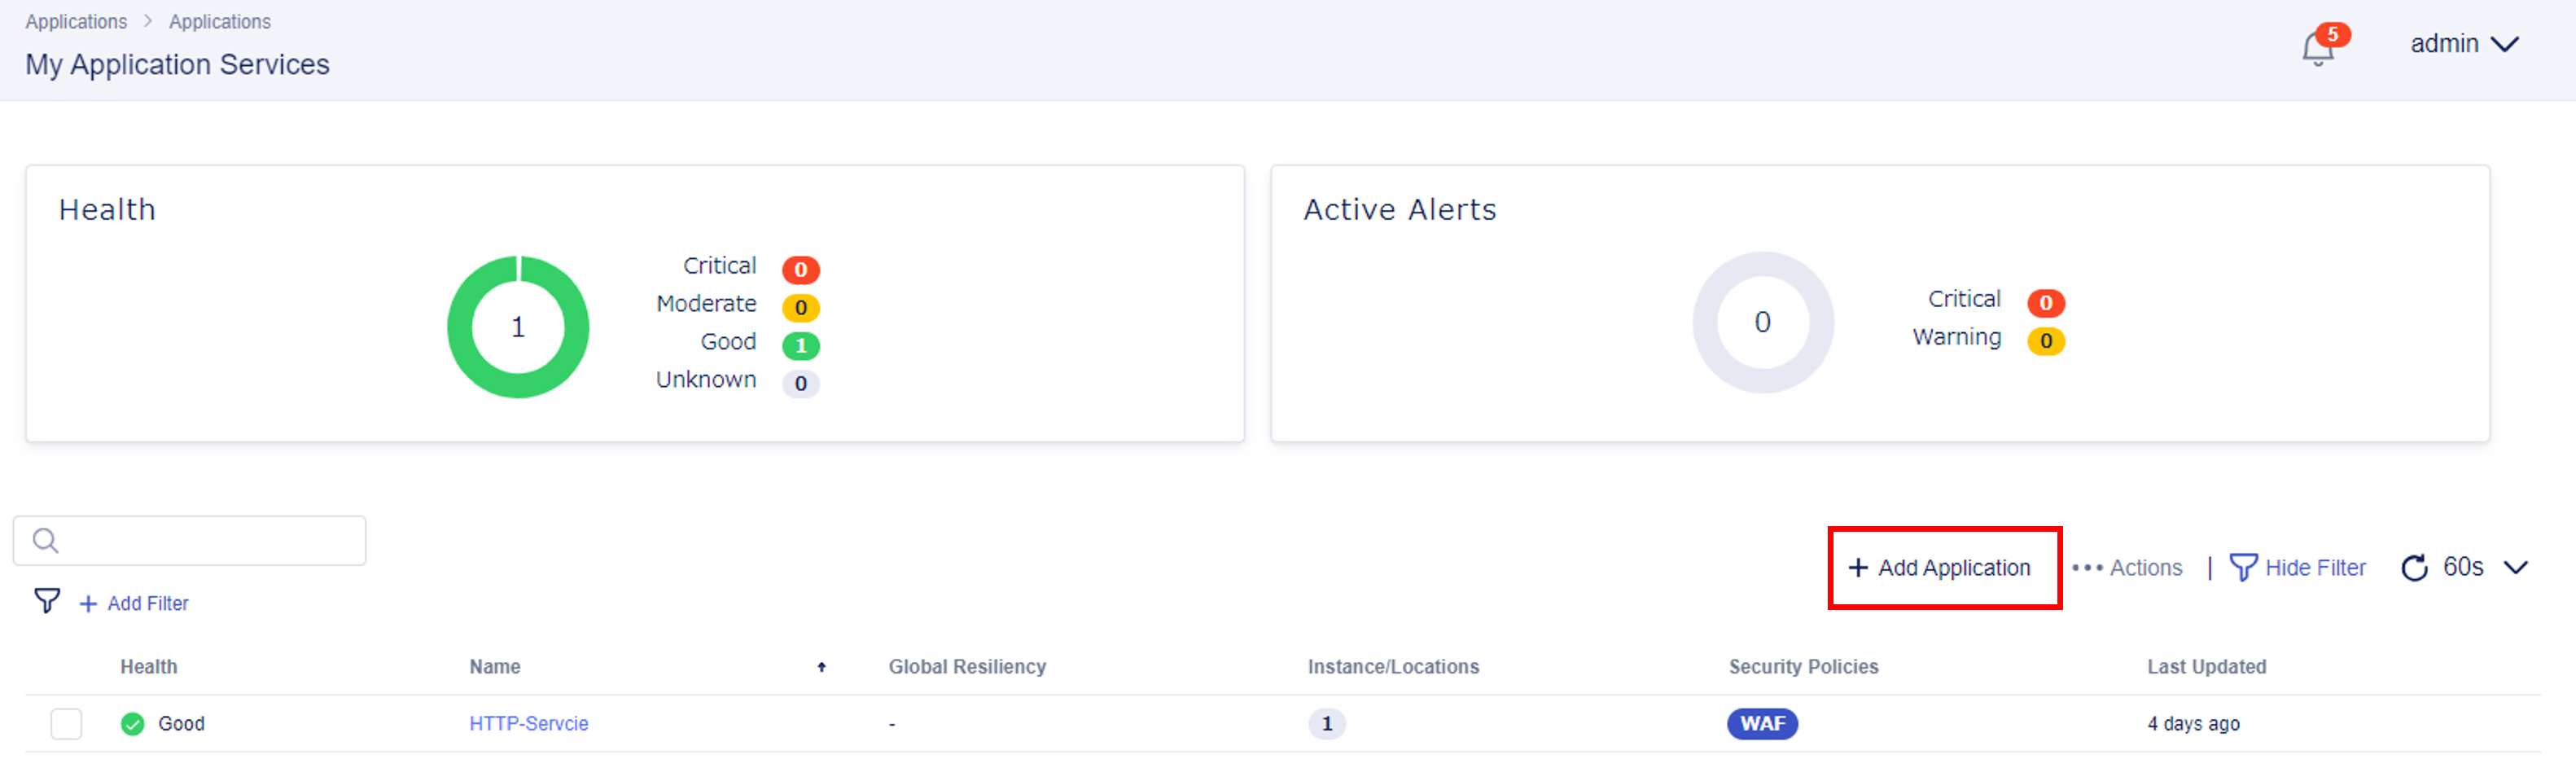 Applications > Applications
My Application Services
5
admin
Health
1
Critical 0
Moderate 0
Good 1
Unknown 0
Active Alerts
0
Critical 0
Warning 0
+ Add Application ••• Actions | Hide Filter 60s
+ Add Filter
Health Name Global Resiliency Instance/Locations Security Policies Last Updated
Good HTTP-Servcie - 1 WAF 4 days ago